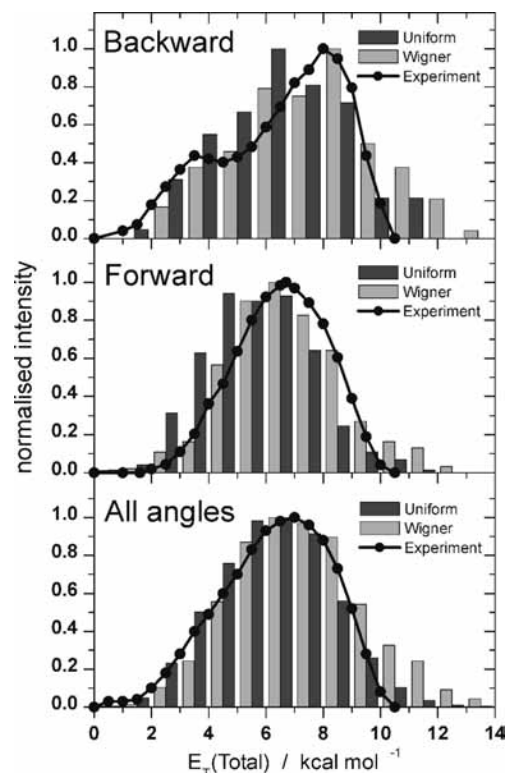 Backward
Uniform
Wigner
Experiment
1.0
0.8
0.6
0.4
0.2
0.0
Forward
Uniform
Wigner
Experiment
1.0
0.8
0.6
0.4
0.2
0.0
normalised intensity
All angles
Uniform
Wigner
Experiment
1.0
0.8
0.6
0.4
0.2
0.0
0 2 4 6 8 10 12 14
E_T(Total) / kcal mol⁻¹